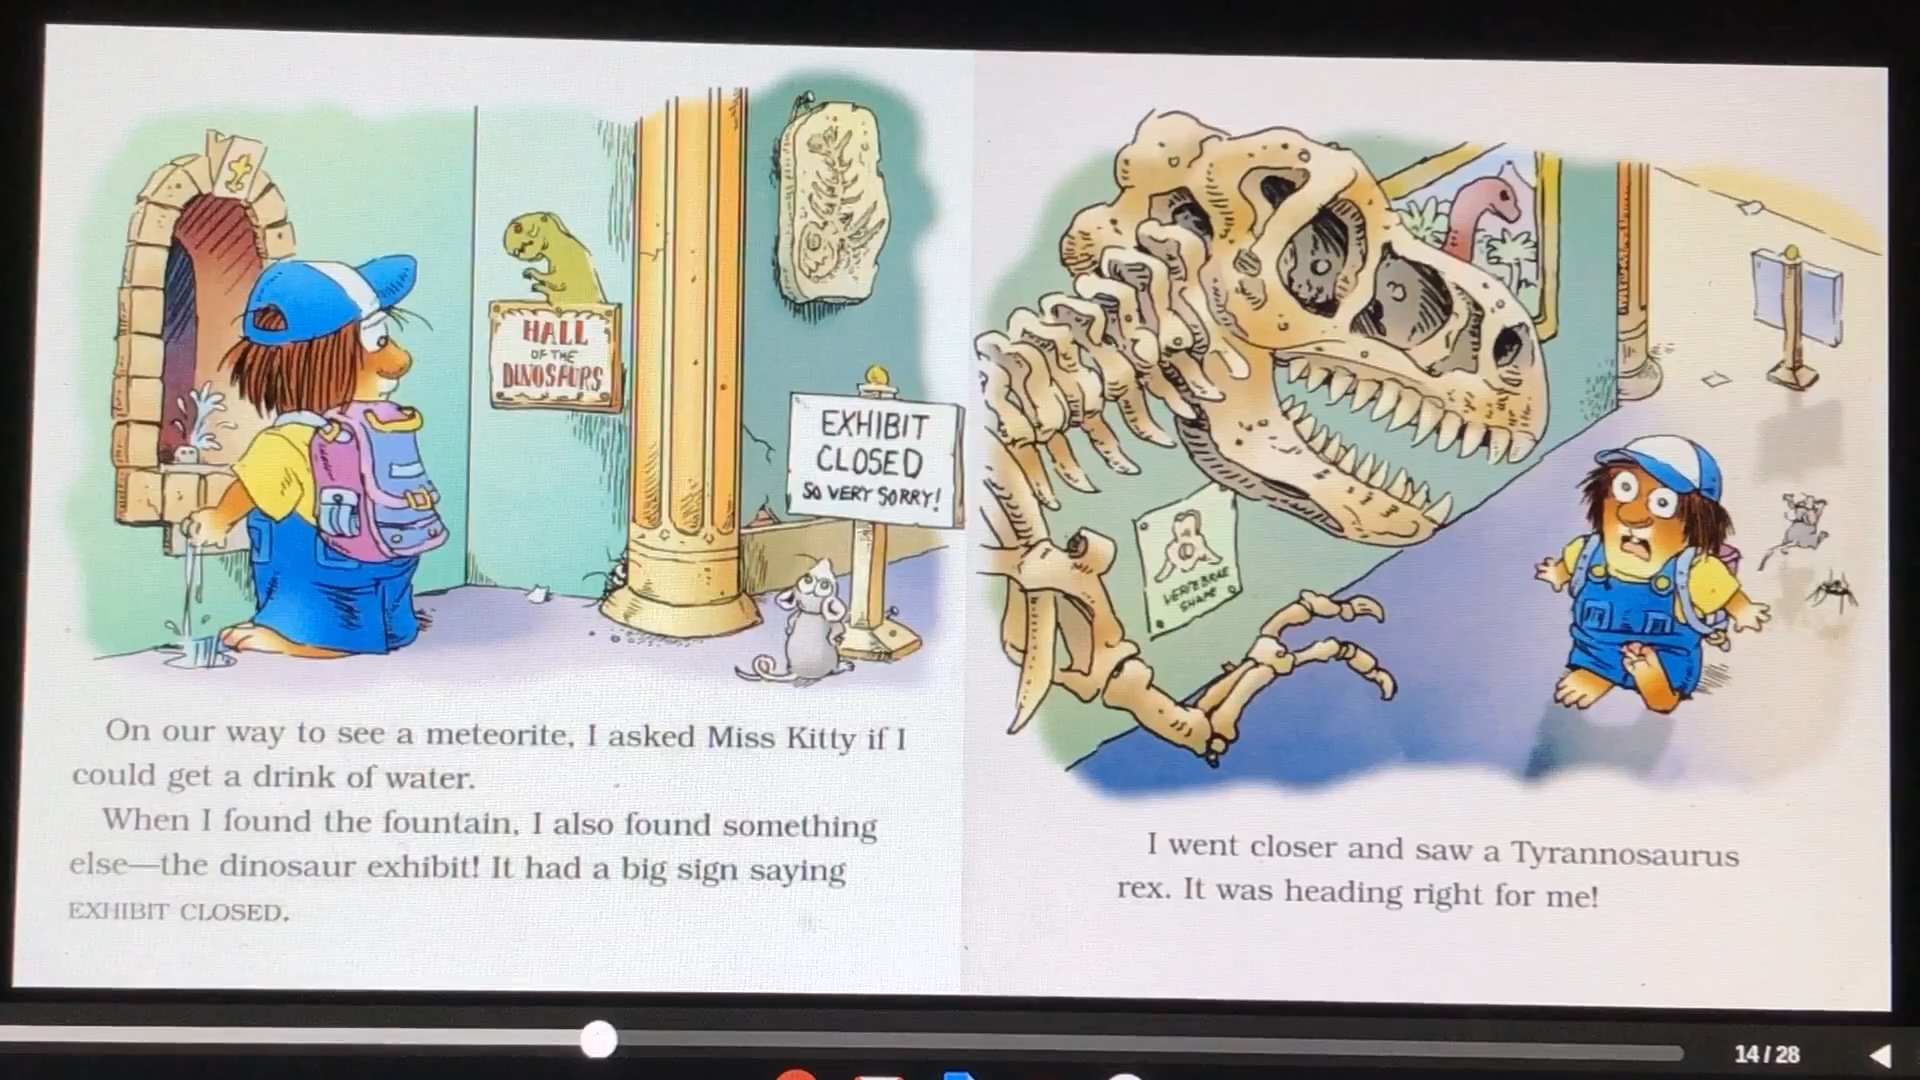 HALL
OF THE
DINOSAURS
EXHIBIT
CLOSED
SO VERY SORRY!
On our way to see a meteorite, I asked Miss Kitty if I
could get a drink of water.
When I found the fountain, I also found something
else—the dinosaur exhibit! It had a big sign saying
EXHIBIT CLOSED.
VERTEBRAE
SHAPE
I went closer and saw a Tyrannosaurus
rex. It was heading right for me!
14 / 28